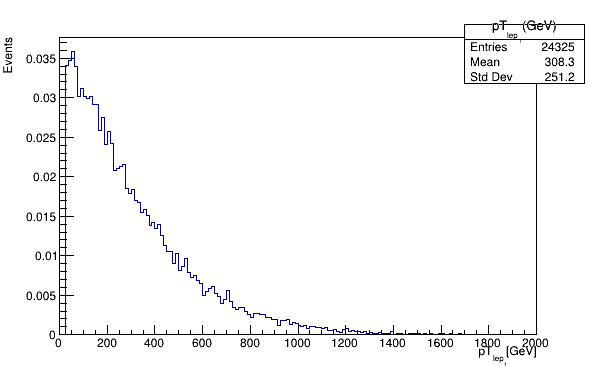 pT_lep_1 (GeV)
Entries 24325
Mean 308.3
Std Dev 251.2
Events
0.035
0.03
0.025
0.02
0.015
0.01
0.005
0
0 200 400 600 800 1000 1200 1400 1600 1800 2000
pT_lep_1 [GeV]